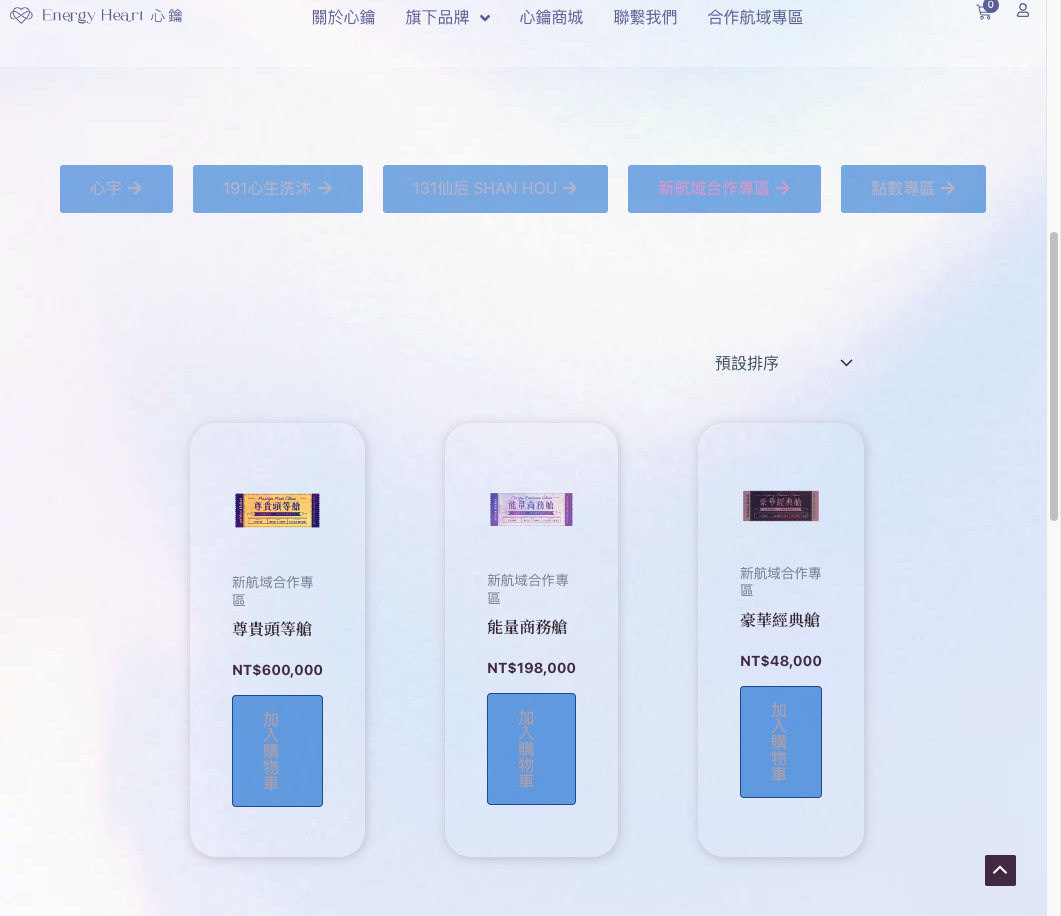 Energy Heart 心鑰
關於心鑰 旗下品牌 心鑰商城 聯繫我們 合作航域專區
0
心宇
191心生洗沐
131仙后 SHAN HOU
新航域合作專區
點數專區
預設排序
尊貴頭等艙
能量商務艙
豪華經典艙
新航域合作專
區
尊貴頭等艙
NT$600,000
加
入
購
物
車
新航域合作專
區
能量商務艙
NT$198,000
加
入
購
物
車
新航域合作專
區
豪華經典艙
NT$48,000
加
入
購
物
車